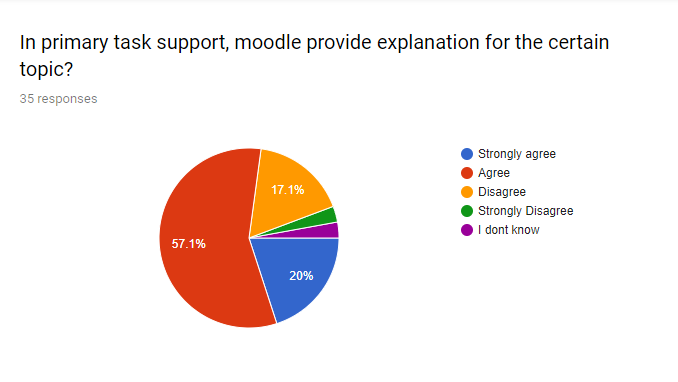 In primary task support, moodle provide explanation for the certain
topic?
35 responses
17.1%
57.1%
20%
Strongly agree
Agree
Disagree
Strongly Disagree
I dont know